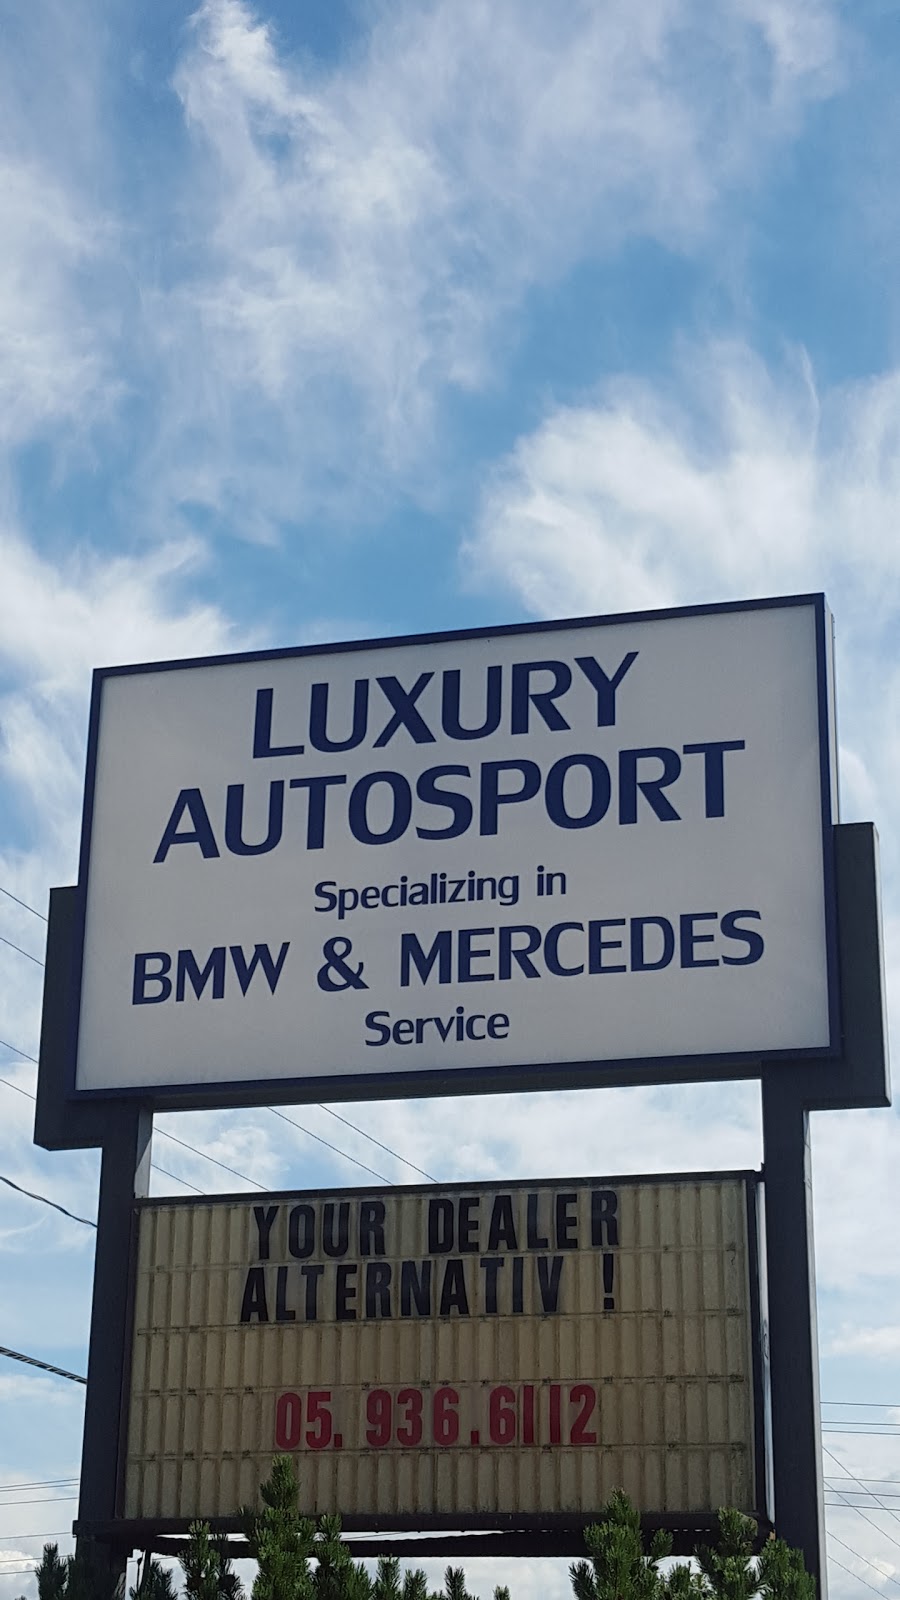 LUXURY
AUTOSPORT
Specializing in
BMW & MERCEDES
Service
YOUR DEALER
ALTERNATIV !
05.936.6112